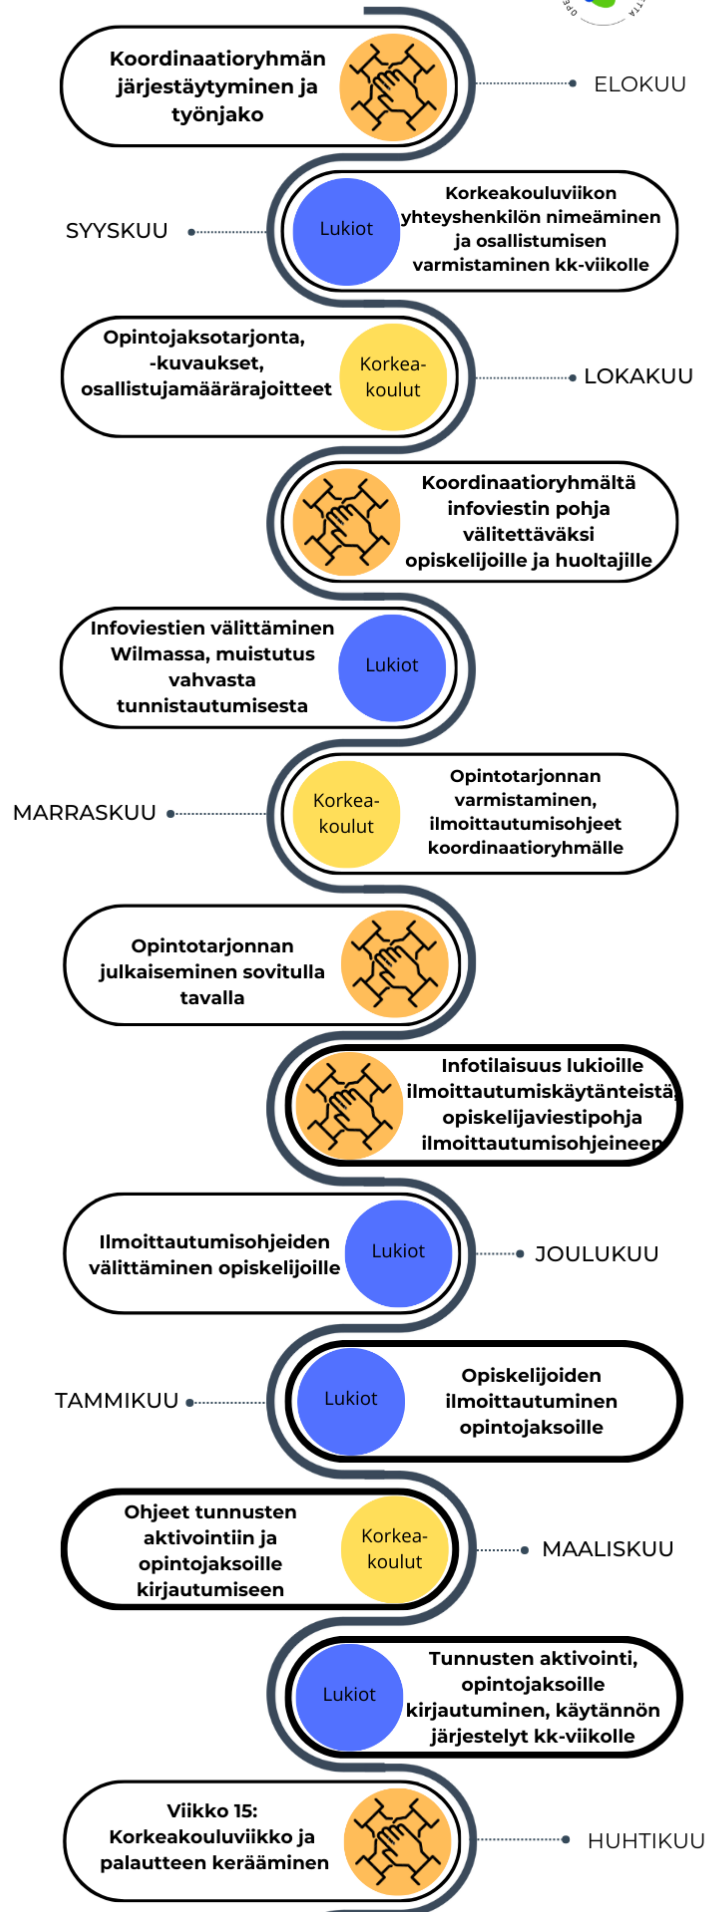 OPE
TTA
Koordinaatioryhmän
järjestäytyminen ja
työnjako
ELOKUU
SYYSKUU
Lukiot
Korkeakouluviikon
yhteyshenkilön nimeäminen
ja osallistumisen
varmistaminen kk-viikolle
Opintojaksotarjonta,
-kuvaukset,
osallistujamäärärajoitteet
Korkea-
koulut
LOKAKUU
Koordinaatioryhmältä
infoviestin pohja
välitettäväksi
opiskelijoille ja huoltajille
Infoviestien välittäminen
Wilmassa, muistutus
vahvasta
tunnistautumisesta
Lukiot
MARRASKUU
Korkea-
koulut
Opintotarjonnan
varmistaminen,
ilmoittautumisohjeet
koordinaatioryhmälle
Opintotarjonnan
julkaiseminen sovitulla
tavalla
Infotilaisuus lukioille
ilmoittautumiskäytänteistä,
opiskelijaviestipohja
ilmoittautumisohjeineen
Ilmoittautumisohjeiden
välittäminen opiskelijoille
Lukiot
JOULUKUU
TAMMIKUU
Lukiot
Opiskelijoiden
ilmoittautuminen
opintojaksoille
Ohjeet tunnusten
aktivointiin ja
opintojaksoille
kirjautumiseen
Korkea-
koulut
MAALISKUU
Lukiot
Tunnusten aktivointi,
opintojaksoille
kirjautuminen, käytännön
järjestelyt kk-viikolle
Viikko 15:
Korkeakouluviikko ja
palautteen kerääminen
HUHTIKUU